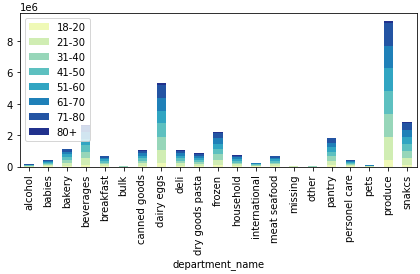 1e6
8
6
4
2
0
18-20
21-30
31-40
41-50
51-60
61-70
71-80
80+
alcohol
babies
bakery
beverages
breakfast
bulk
canned goods
dairy eggs
deli
dry goods pasta
frozen
household
international
meat seafood
missing
other
pantry
personel care
pets
produce
snakcs
department_name